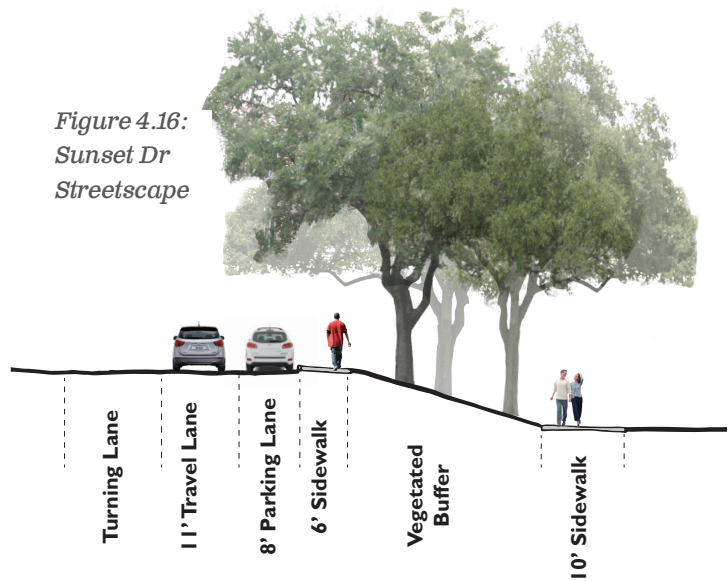 Figure 4.16:
Sunset Dr
Streetscape
Turning Lane
11' Travel Lane
8' Parking Lane
6' Sidewalk
Vegetated
Buffer
10' Sidewalk